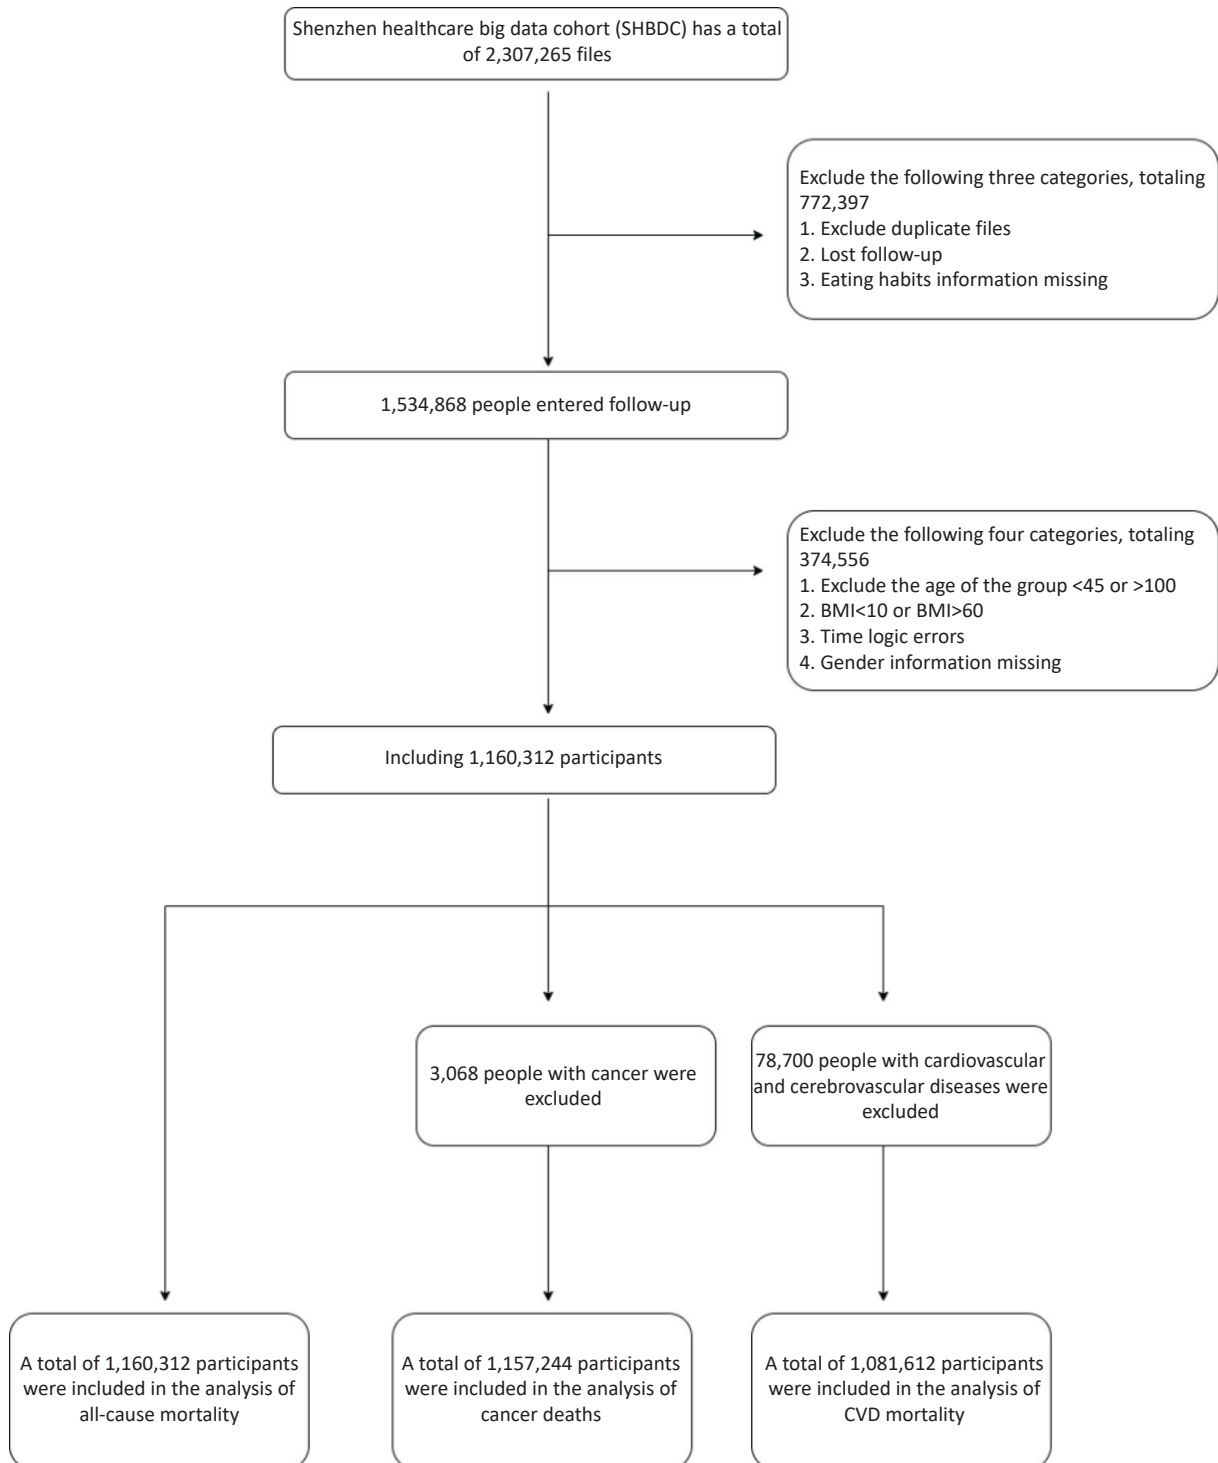 Shenzhen healthcare big data cohort (SHBDC) has a total
of 2,307,265 files
Exclude the following three categories, totaling
772,397
1. Exclude duplicate files
2. Lost follow-up
3. Eating habits information missing
1,534,868 people entered follow-up
Exclude the following four categories, totaling
374,556
1. Exclude the age of the group <45 or >100
2. BMI<10 or BMI>60
3. Time logic errors
4. Gender information missing
Including 1,160,312 participants
3,068 people with cancer were
excluded
78,700 people with cardiovascular
and cerebrovascular diseases were
excluded
A total of 1,160,312 participants
were included in the analysis of
all-cause mortality
A total of 1,157,244 participants
were included in the analysis of
cancer deaths
A total of 1,081,612 participants
were included in the analysis of
CVD mortality